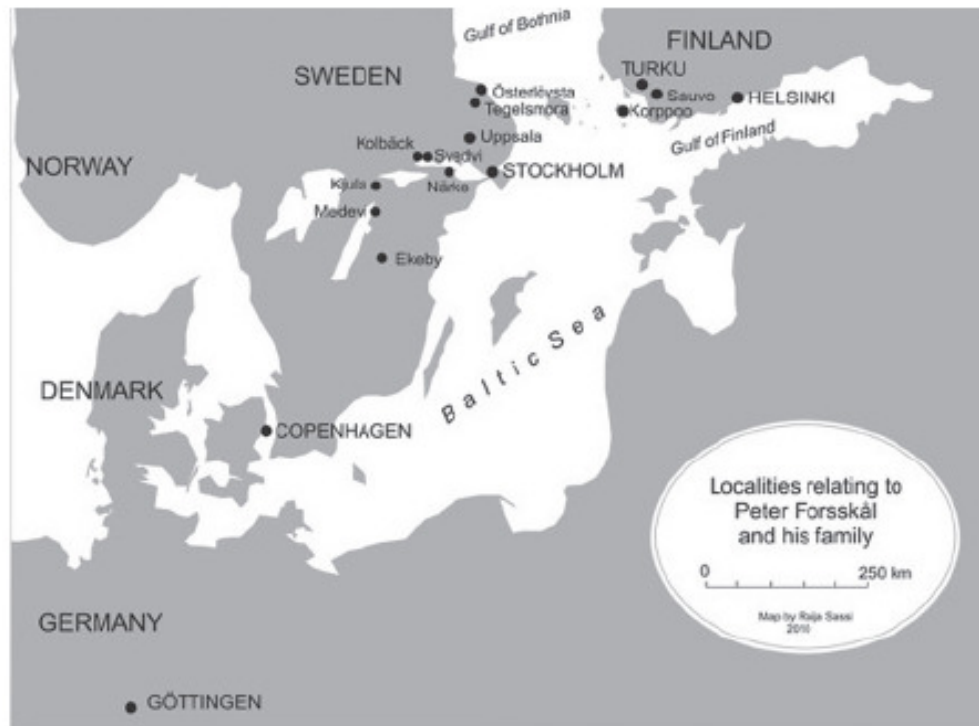 Gulf of Bothnia
FINLAND
SWEDEN
TURKU
Österlövsta
Sauvo
HELSINKI
Tegelsmora
Korppoo
Gulf of Finland
Uppsala
Kolbäck
Svedvi
NORWAY
STOCKHOLM
Kjula
Närke
Medevi
Ekeby
Baltic Sea
DENMARK
COPENHAGEN
Localities relating to
Peter Forsskål
and his family
0 250 km
Map by Raija Sassi
2010
GERMANY
GÖTTINGEN